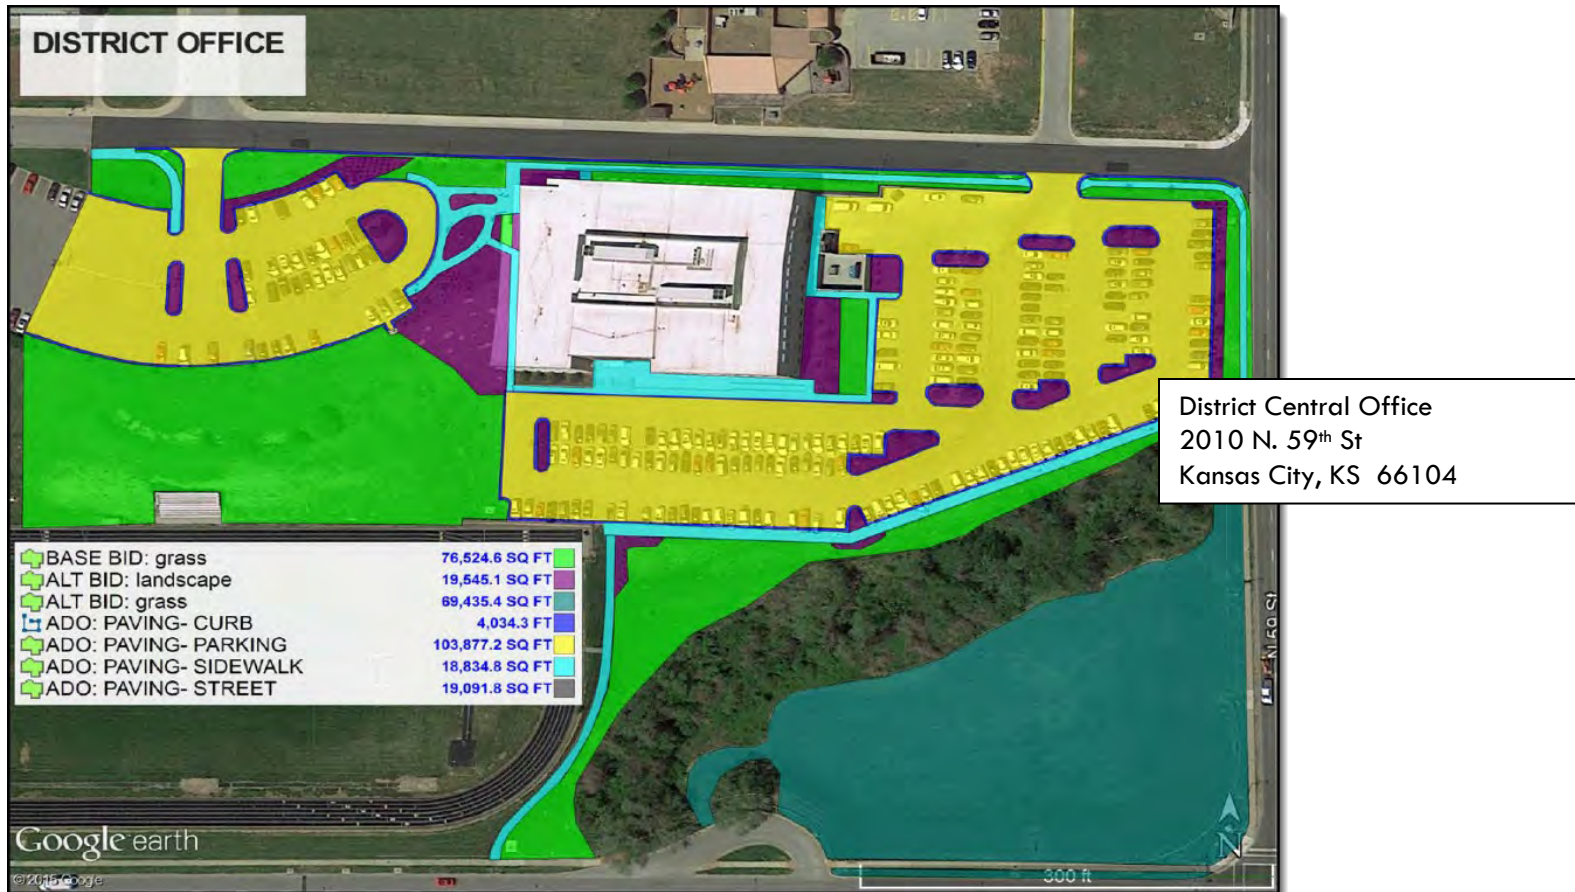 DISTRICT OFFICE
District Central Office
2010 N. 59th St
Kansas City, KS 66104
BASE BID: grass 76,524.6 SQ FT
ALT BID: landscape 19,545.1 SQ FT
ALT BID: grass 69,435.4 SQ FT
ADO: PAVING- CURB 4,034.3 FT
ADO: PAVING- PARKING 103,877.2 SQ FT
ADO: PAVING- SIDEWALK 18,834.8 SQ FT
ADO: PAVING- STREET 19,091.8 SQ FT
N 59 St
Google earth
N
300 ft
© 2015 Google